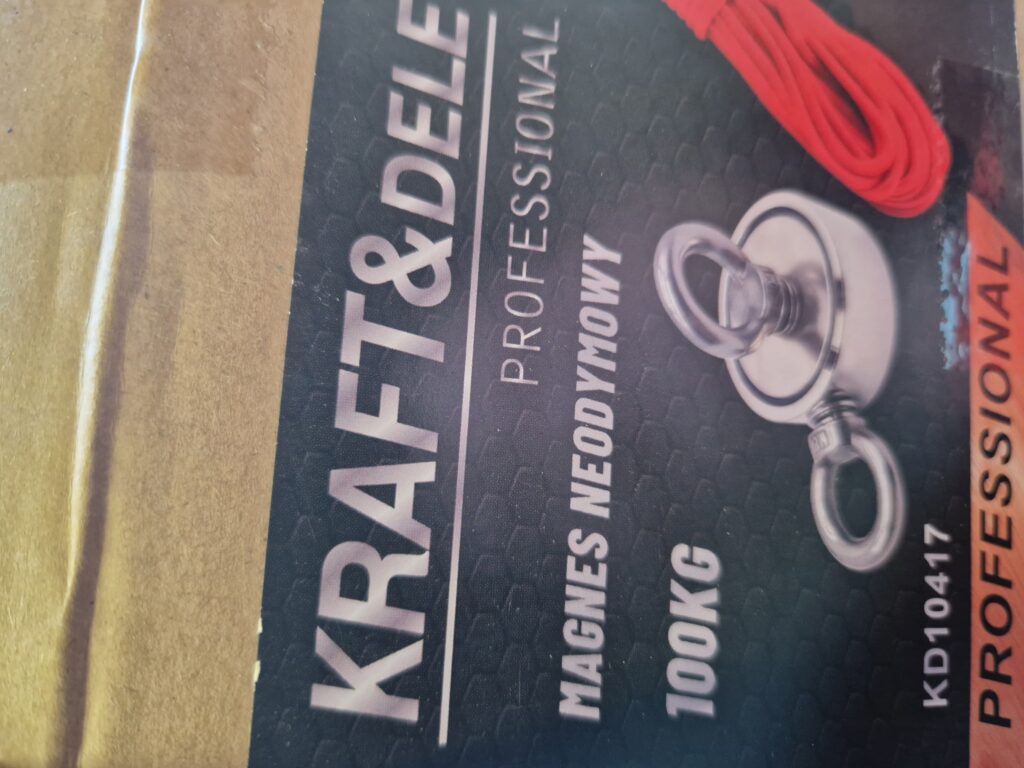 KRAFT&DELE
PROFESSIONAL
MAGNES NEODYMOWY
100KG
KD10417
PROFESSIONAL